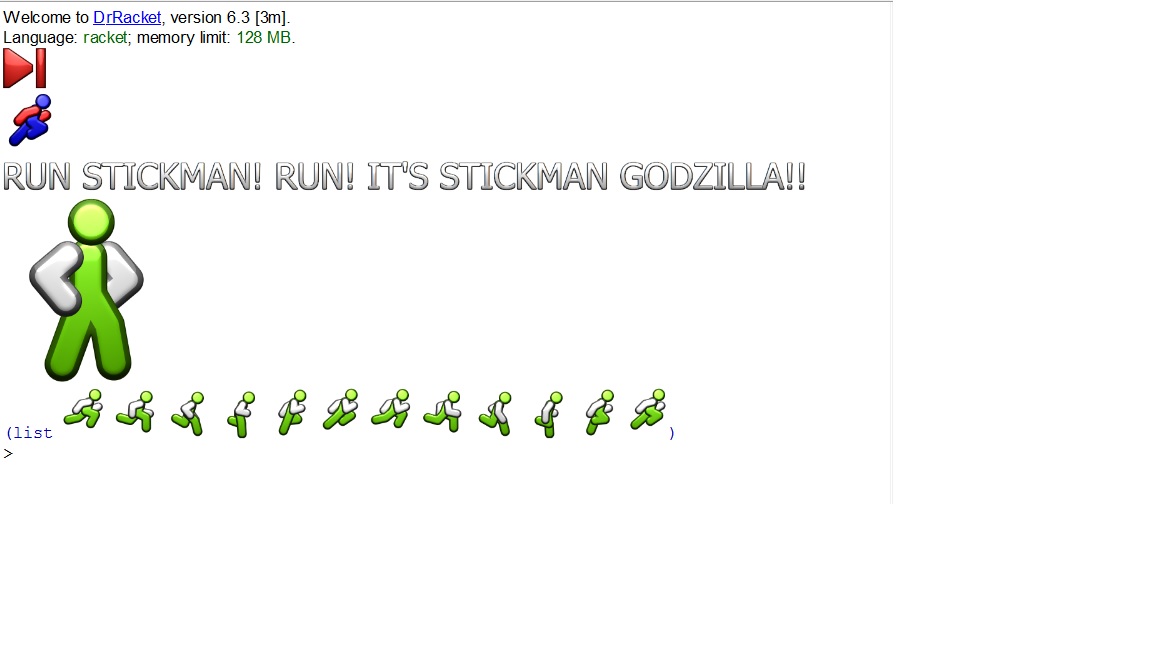 Welcome to DrRacket, version 6.3 [3m].
Language: racket; memory limit: 128 MB.
RUN STICKMAN! RUN! IT'S STICKMAN GODZILLA!!
(list )
>